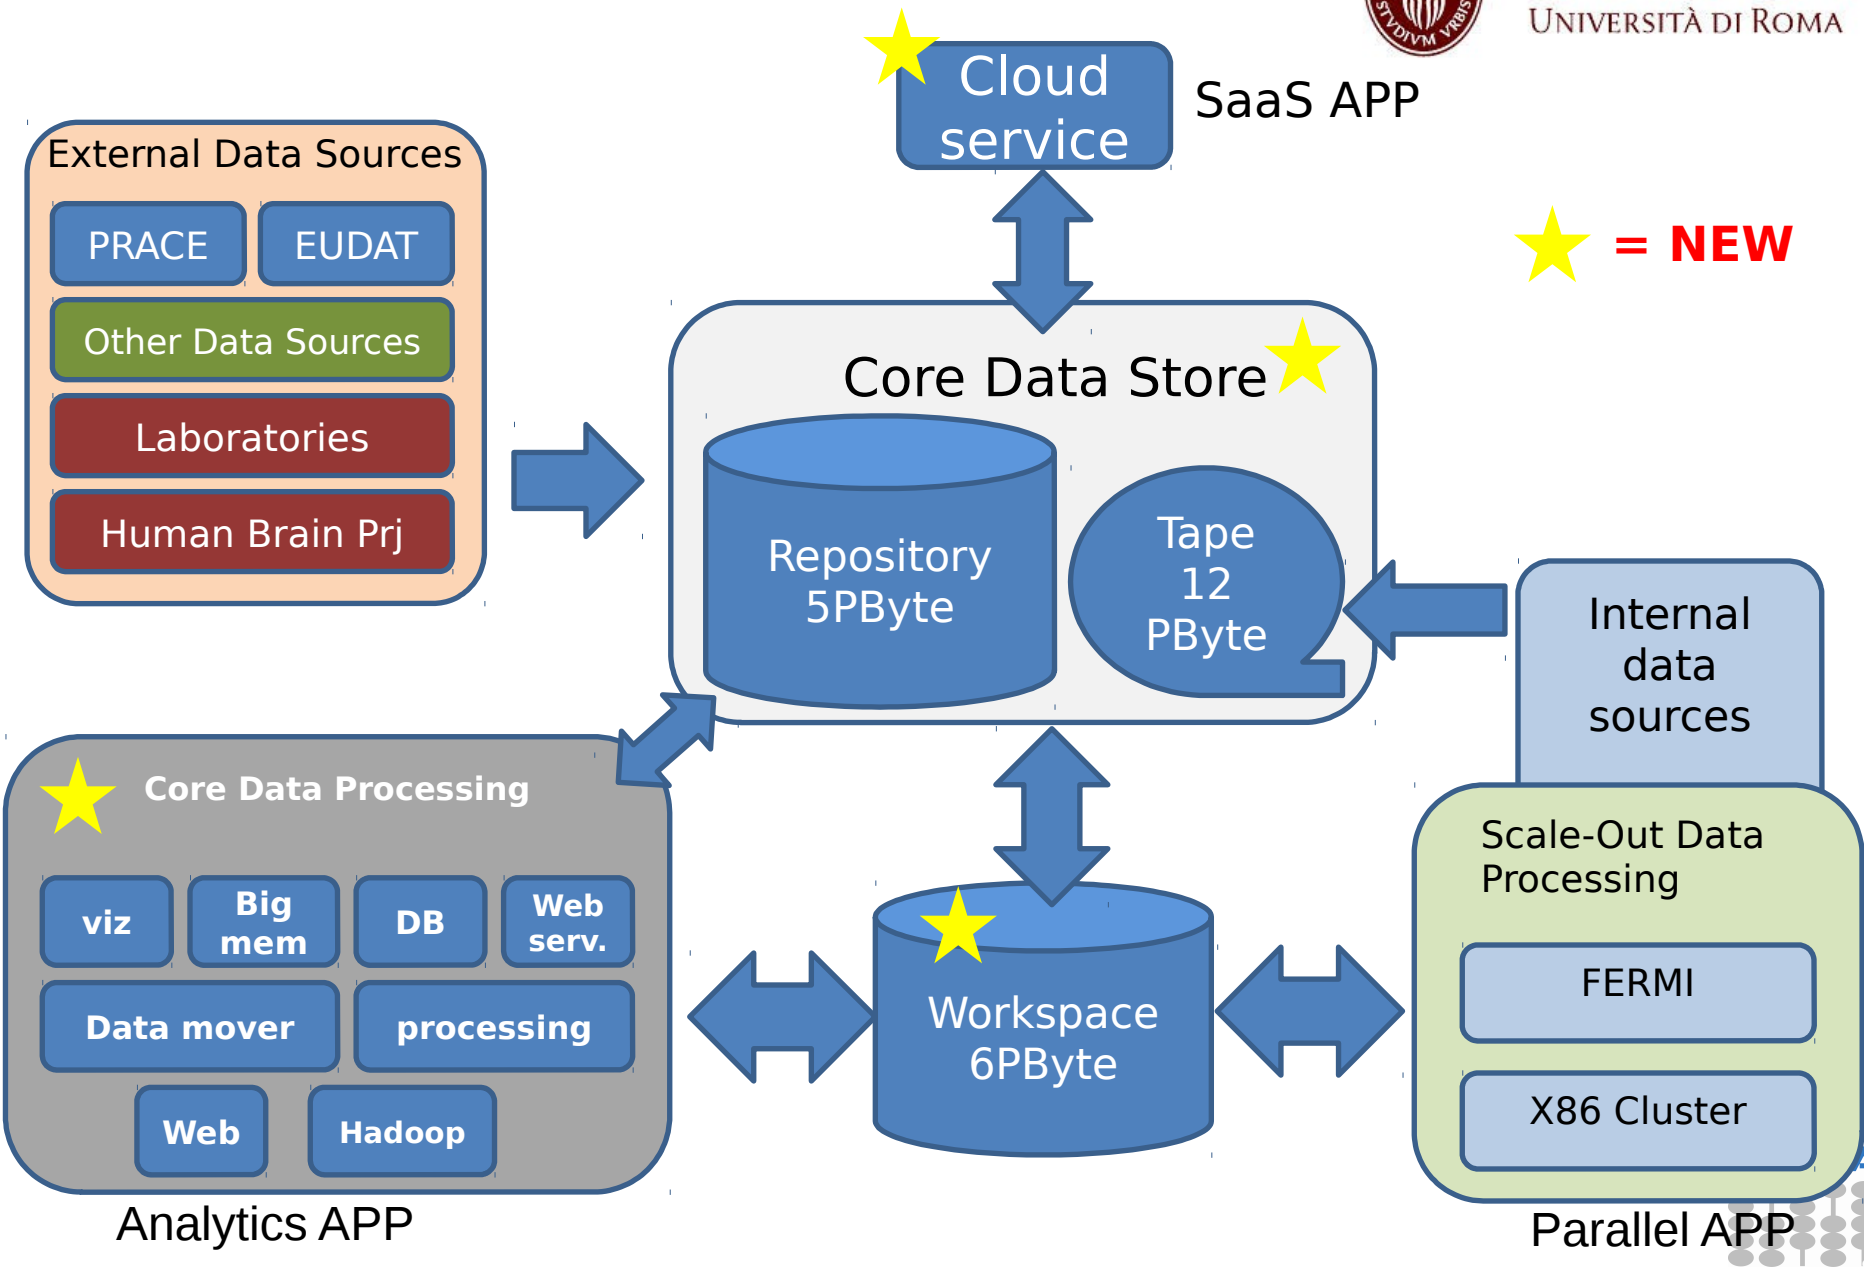 STVDIVM VRBIS
UNIVERSITÀ DI ROMA
Cloud
service
SaaS APP
External Data Sources
PRACE
EUDAT
= NEW
Other Data Sources
Core Data Store
Laboratories
Human Brain Prj
Repository
5PByte
Tape
12
PByte
Internal
data
sources
Core Data Processing
Scale-Out Data
Processing
viz
Big
mem
DB
Web
serv.
FERMI
Data mover
processing
Workspace
6PByte
X86 Cluster
Web
Hadoop
Analytics APP
Parallel APP